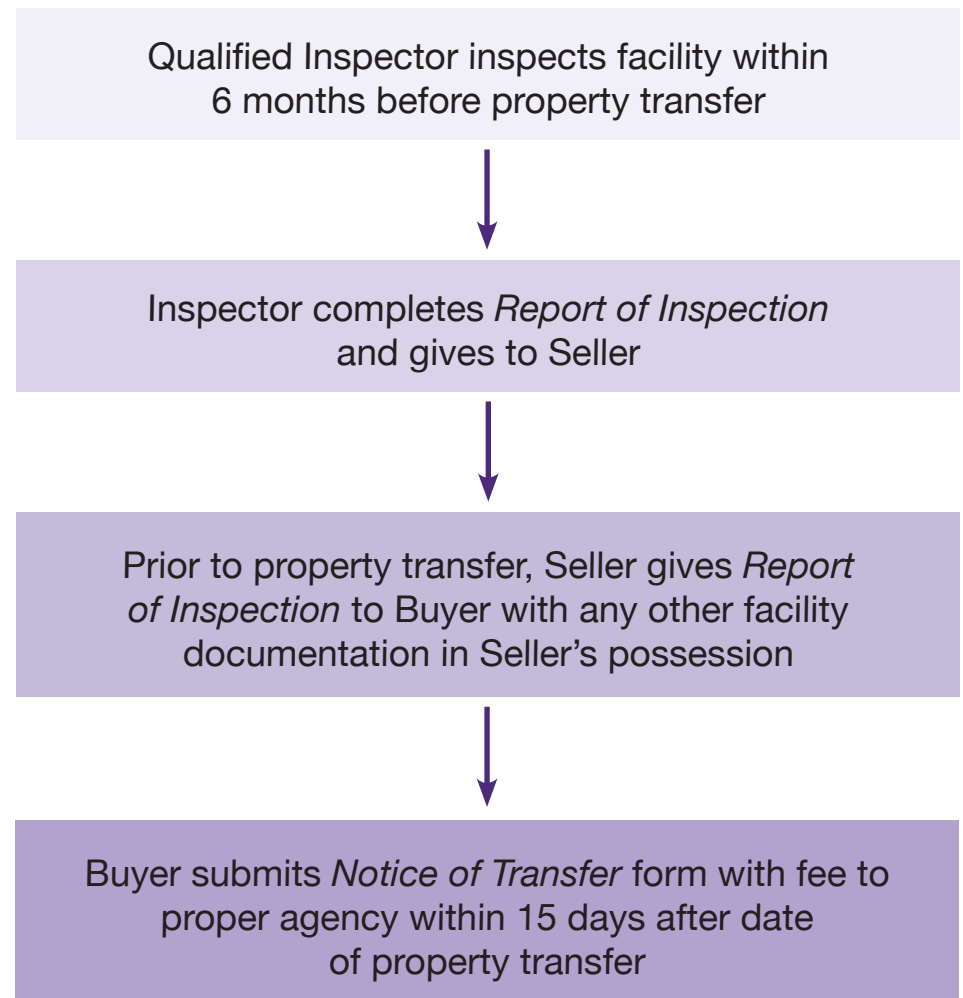 Qualified Inspector inspects facility within
6 months before property transfer
Inspector completes Report of Inspection
and gives to Seller
Prior to property transfer, Seller gives Report
of Inspection to Buyer with any other facility
documentation in Seller’s possession
Buyer submits Notice of Transfer form with fee to
proper agency within 15 days after date
of property transfer